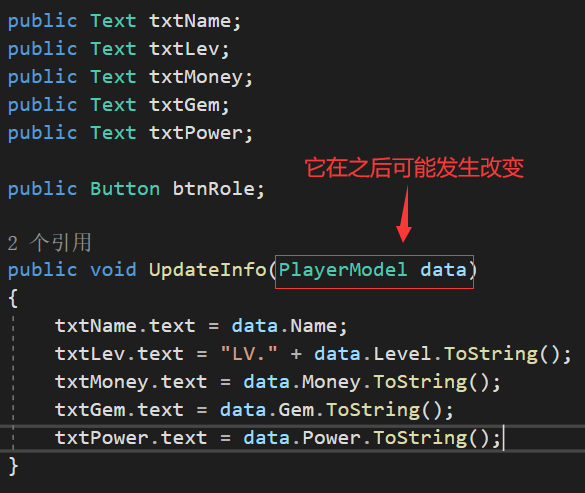 public Text txtName;
public Text txtLev;
public Text txtMoney;
public Text txtGem;
public Text txtPower;
它在之后可能发生改变
public Button btnRole;
2 个引用
public void UpdateInfo(PlayerModel data)
{
txtName.text = data.Name;
txtLev.text = "LV." + data.Level.ToString();
txtMoney.text = data.Money.ToString();
txtGem.text = data.Gem.ToString();
txtPower.text = data.Power.ToString();
}